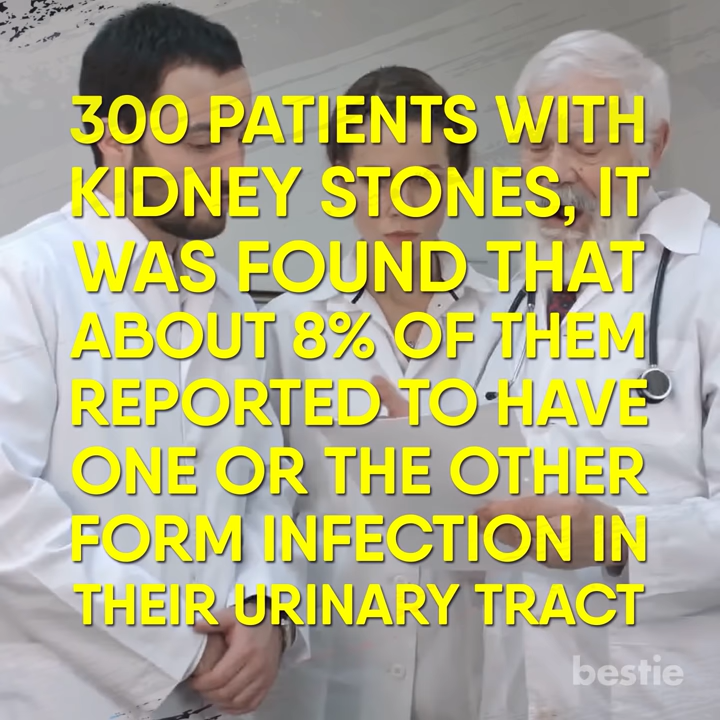 300 PATIENTS WITH
KIDNEY STONES, IT
WAS FOUND THAT
ABOUT 8% OF THEM
REPORTED TO HAVE
ONE OR THE OTHER
FORM INFECTION IN
THEIR URINARY TRACT
bestie